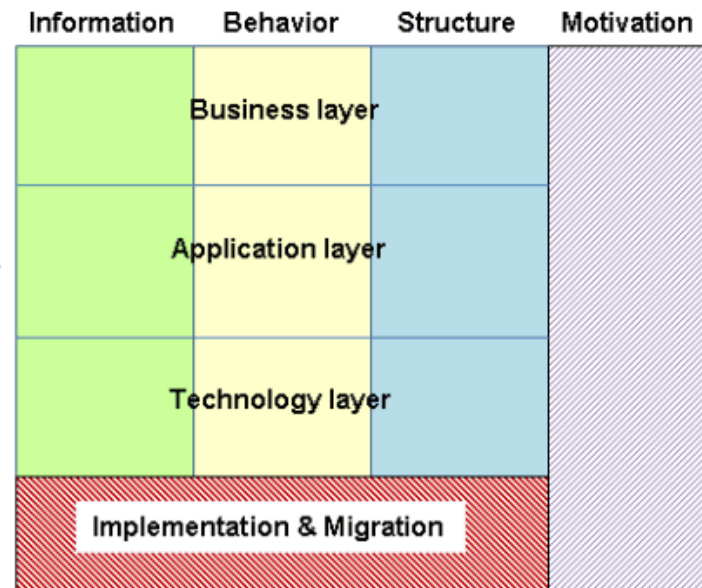 Information Behavior Structure Motivation
Business layer
Application layer
Technology layer
Implementation & Migration